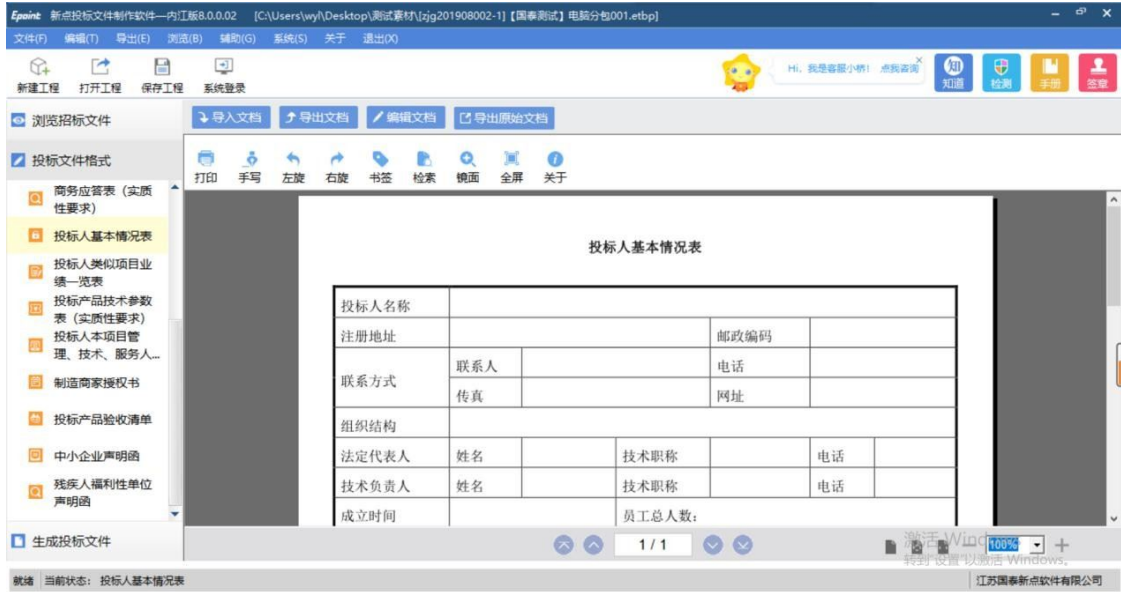 Epoint 新点投标文件制作软件—内江版8.0.0.02 [C:\Users\wyl\Desktop\测试素材\[zjg201908002-1]【国泰测试】电脑分包001.etbp]
文件(F) 编辑(T) 导出(E) 浏览(B) 辅助(G) 系统(S) 关于 退出(X)
新建工程 打开工程 保存工程 系统登录
Hi，我是客服小桥！ 点我咨询
知道 检测 手册 签章
浏览招标文件
导入文档 导出文档 编辑文档 导出原始文档
投标文件格式
打印 手写 左旋 右旋 书签 检索 镜面 全屏 关于
商务应答表（实质
性要求）
投标人基本情况表
投标人类似项目业
绩一览表
投标产品技术参数
表（实质性要求）
投标人本项目管
理、技术、服务人...
制造商家授权书
投标产品验收清单
中小企业声明函
残疾人福利性单位
声明函
生成投标文件
投标人基本情况表
投标人名称
注册地址 邮政编码
联系方式 联系人 电话
传真 网址
组织结构
法定代表人 姓名 技术职称 电话
技术负责人 姓名 技术职称 电话
成立时间 员工总人数：
1 / 1
100%
激活 Windows
转到"设置"以激活 Windows。
就绪 当前状态： 投标人基本情况表
江苏国泰新点软件有限公司